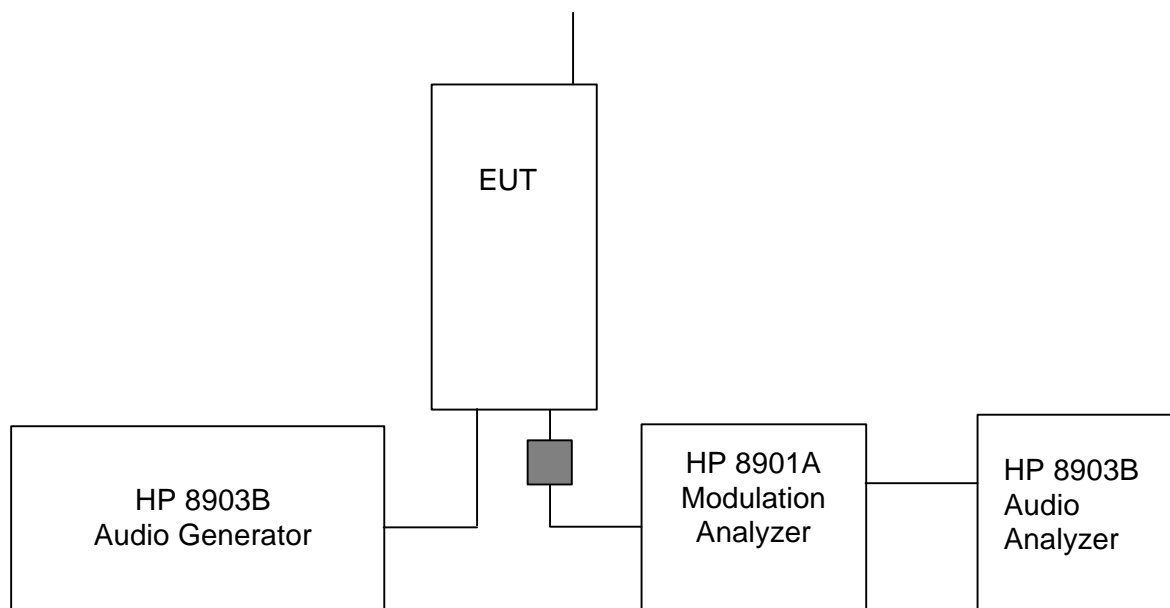 EUT
HP 8903B
Audio Generator
HP 8901A
Modulation
Analyzer
HP 8903B
Audio
Analyzer